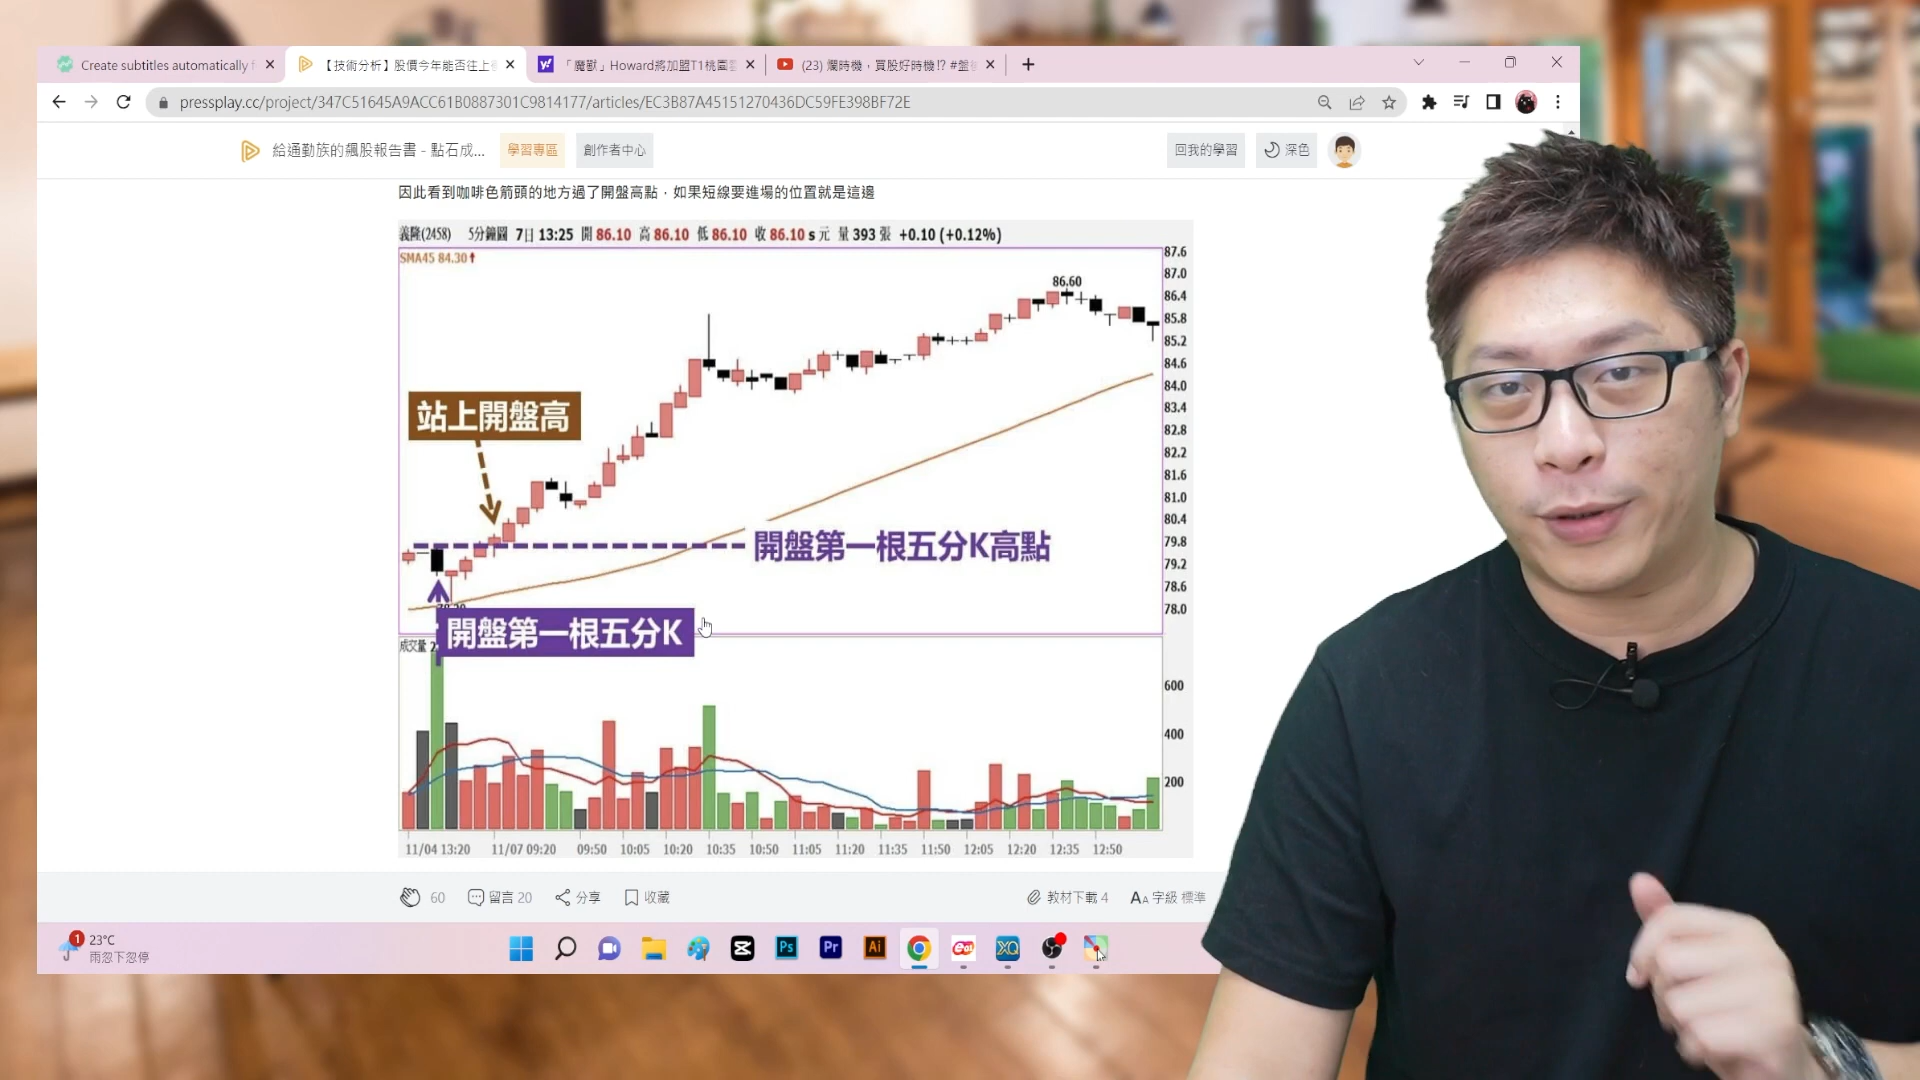 Create subtitles automatically f
【技術分析】股價今年能否往上
「魔獸」Howard將加盟T1桃園
(23) 爛時機，買股好時機!? #盤
pressplay.cc/project/347C51645A9ACC61B0887301C9814177/articles/EC3B87A45151270436DC59FE398BF72E
給通勤族的飆股報告書 - 點石成...
學習專區
創作者中心
回我的學習
深色
因此看到咖啡色箭頭的地方過了開盤高點，如果短線要進場的位置就是這邊
義隆(2458) 5分鐘圖 7日 13:25 開 86.10 高 86.10 低 86.10 收 86.10 s 元 量 393 張 +0.10 (+0.12%)
SMA45 84.30↑
87.6
87.0
86.4
85.8
85.2
84.6
84.0
83.4
82.8
82.2
81.6
81.0
80.4
79.8
79.2
78.6
78.0
86.60
站上開盤高
開盤第一根五分K高點
開盤第一根五分K
成交量 2
600
400
200
11/04 13:20
11/07 09:20
09:50
10:05
10:20
10:35
10:50
11:05
11:20
11:35
11:50
12:05
12:20
12:35
12:50
60
留言 20
分享
收藏
教材下載 4
AA 字級 標準
1
23°C
雨忽下忽停
Ps
Pr
Ai
XQ